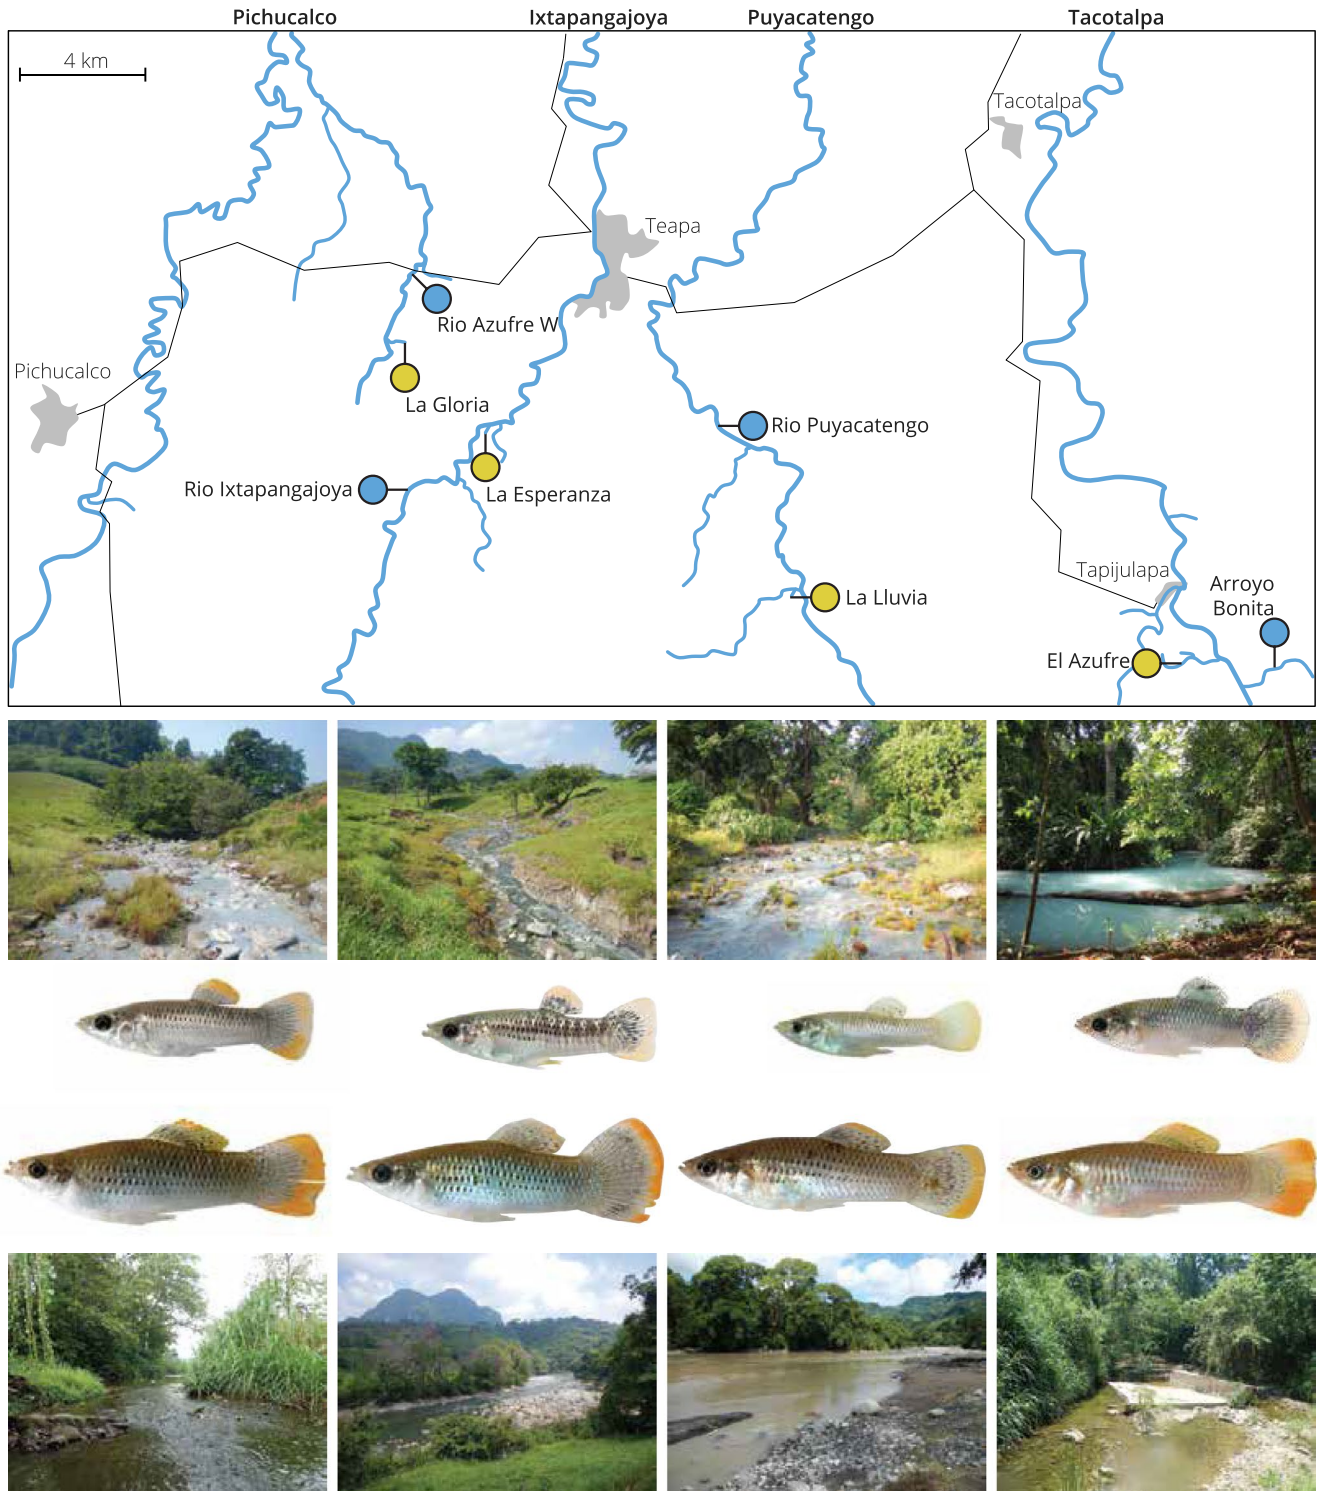 Pichucalco
Ixtapangajoya
Puyacatengo
Tacotalpa
4 km
Tacotalpa
Teapa
Rio Azufre W
Pichucalco
La Gloria
Rio Puyacatengo
Rio Ixtapangajoya
La Esperanza
Tapijulapa
Arroyo
Bonita
La Lluvia
El Azufre